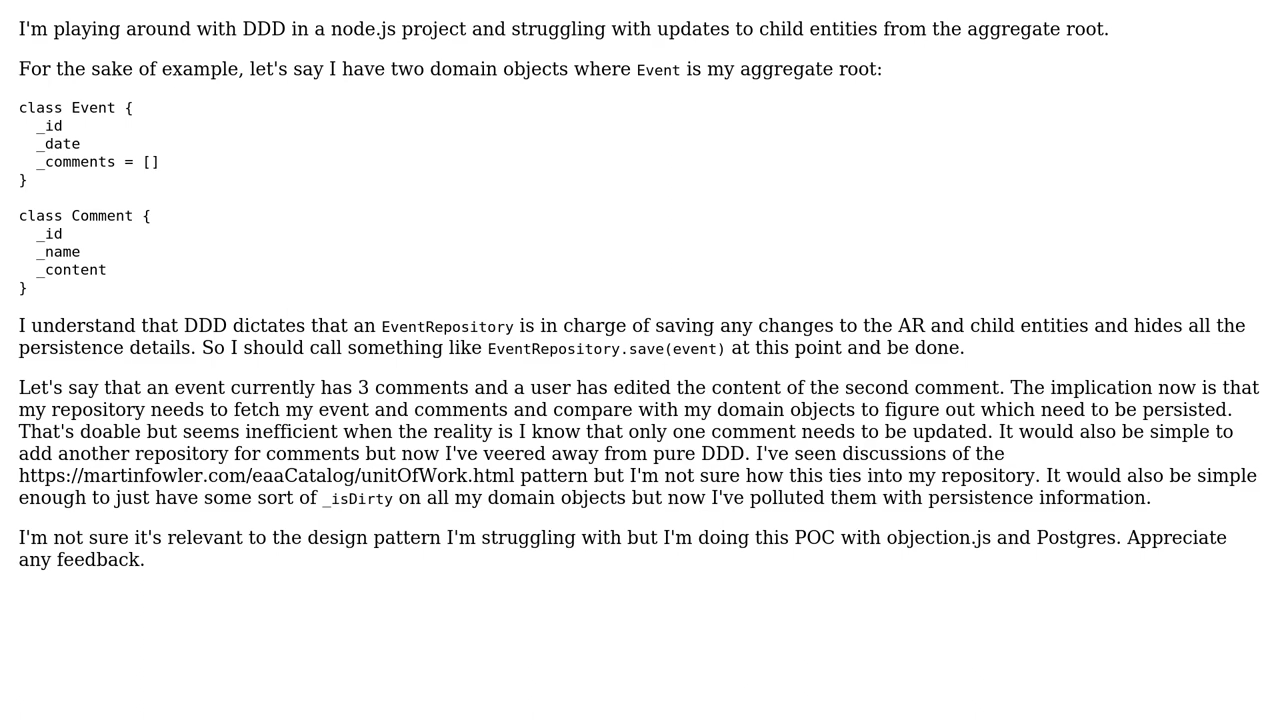 I'm playing around with DDD in a node.js project and struggling with updates to child entities from the aggregate root.
For the sake of example, let's say I have two domain objects where Event is my aggregate root:
class Event {
  _id
  _date
  _comments = []
}
class Comment {
  _id
  _name
  _content
}
I understand that DDD dictates that an EventRepository is in charge of saving any changes to the AR and child entities and hides all the
persistence details. So I should call something like EventRepository.save(event) at this point and be done.
Let's say that an event currently has 3 comments and a user has edited the content of the second comment. The implication now is that
my repository needs to fetch my event and comments and compare with my domain objects to figure out which need to be persisted.
That's doable but seems inefficient when the reality is I know that only one comment needs to be updated. It would also be simple to
add another repository for comments but now I've veered away from pure DDD. I've seen discussions of the
https://martinfowler.com/eaaCatalog/unitOfWork.html pattern but I'm not sure how this ties into my repository. It would also be simple
enough to just have some sort of _isDirty on all my domain objects but now I've polluted them with persistence information.
I'm not sure it's relevant to the design pattern I'm struggling with but I'm doing this POC with objection.js and Postgres. Appreciate
any feedback.